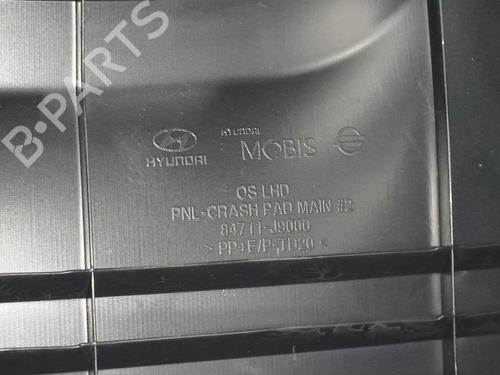 B-PARTS
HYUNDAI
HYUNDAI
MOBIS
OS LHD
PNL-CRASH PAD MAIN #2
84711-J9000
>PP+E/P-TD20<